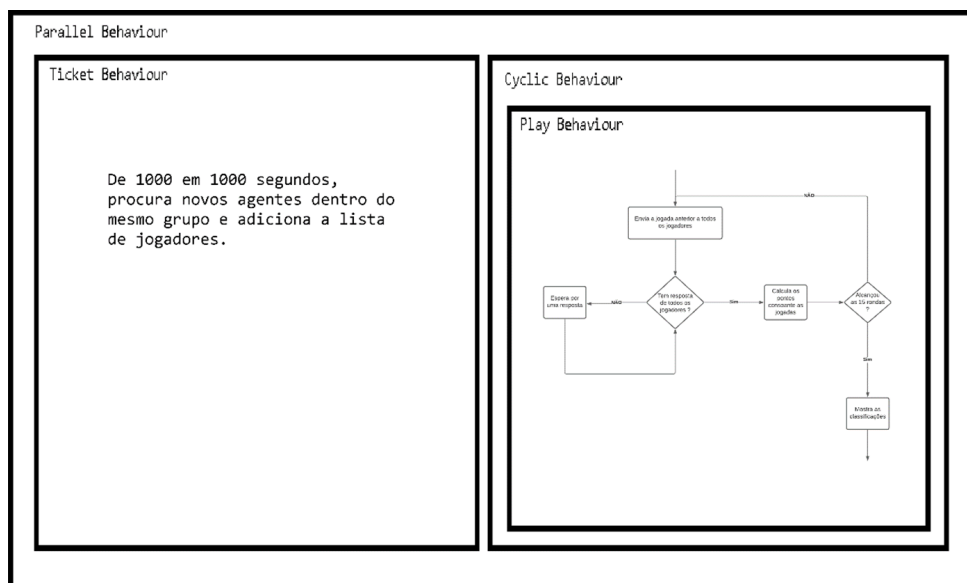 Parallel Behaviour
Ticket Behaviour
De 1000 em 1000 segundos,
procura novos agentes dentro do
mesmo grupo e adiciona a lista
de jogadores.
Cyclic Behaviour
Play Behaviour
NÃO
Envia a jogada anterior a todos
os jogadores
Espera por
uma resposta
NÃO
Tem resposta
de todos os
jogadores ?
Sim
Calcula os
pontos
consoante as
jogadas
Alcançou
as 15 rondas
?
Sim
Mostra as
classificações